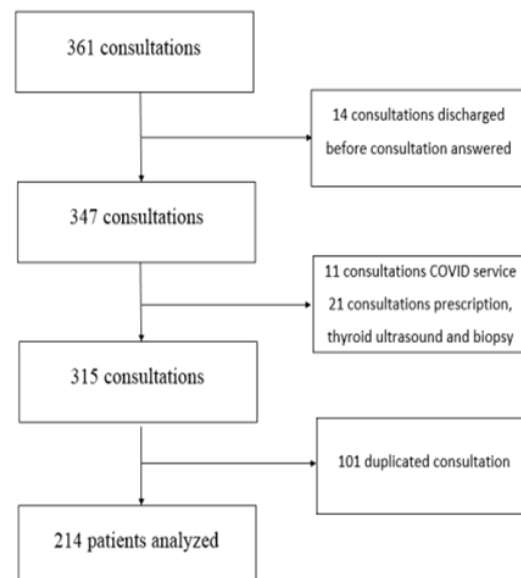 361 consultations
14 consultations discharged
before consultation answered
347 consultations
11 consultations COVID service
21 consultations prescription,
thyroid ultrasound and biopsy
315 consultations
101 duplicated consultation
214 patients analyzed